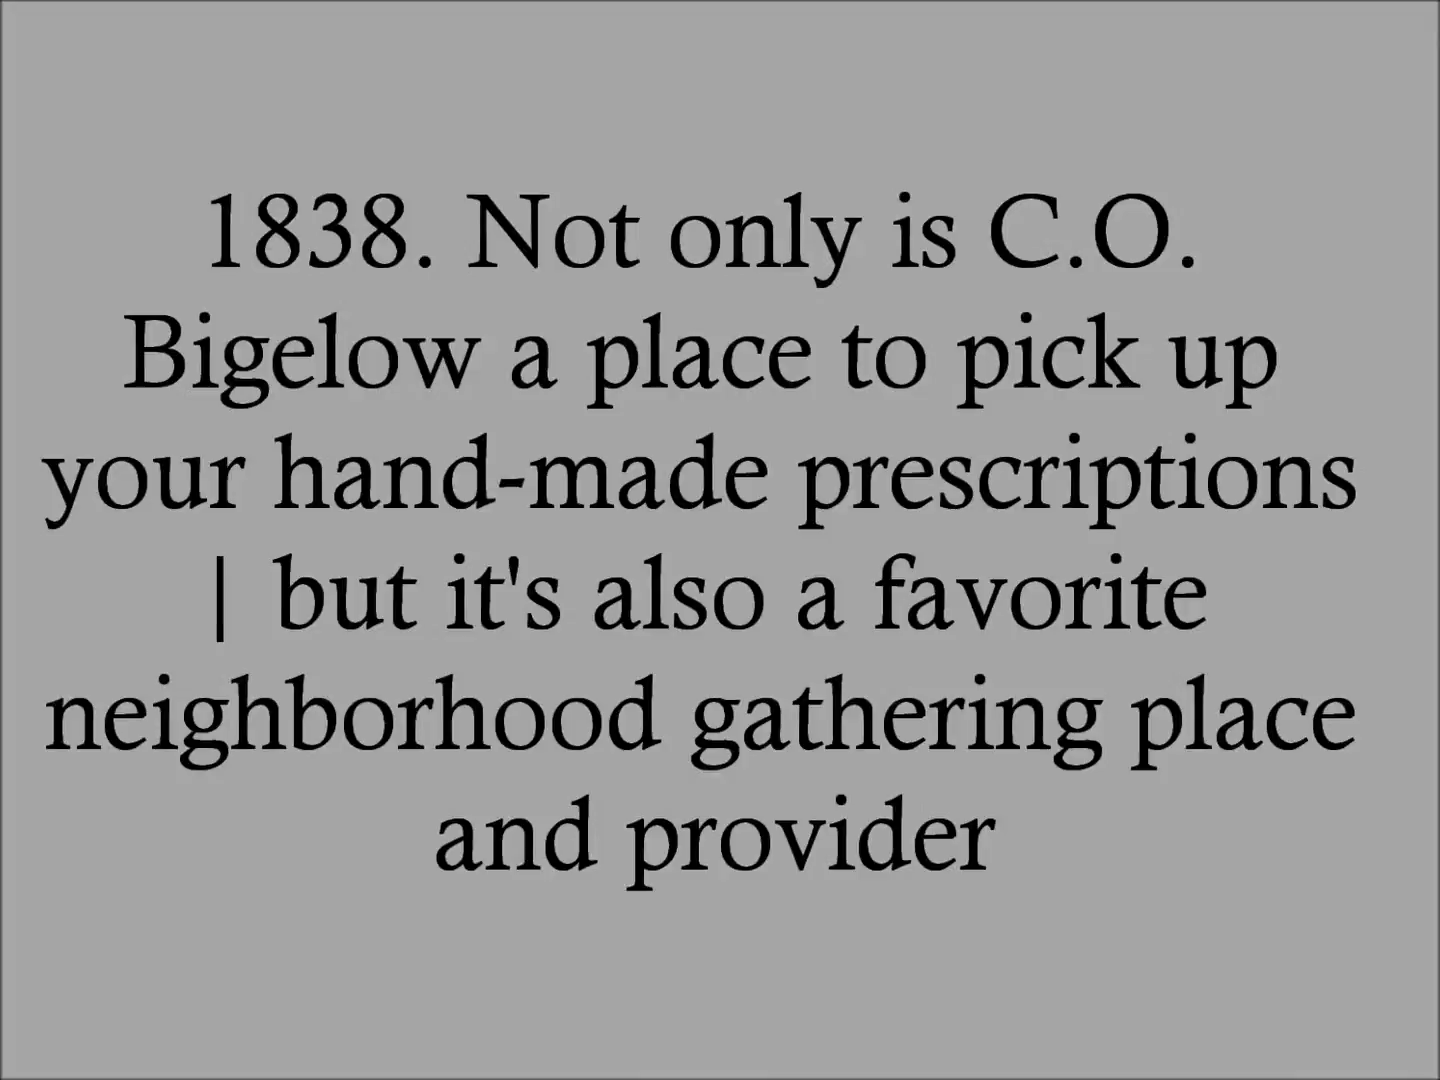 1838. Not only is C.O.
Bigelow a place to pick up
your hand-made prescriptions
| but it's also a favorite
neighborhood gathering place
and provider